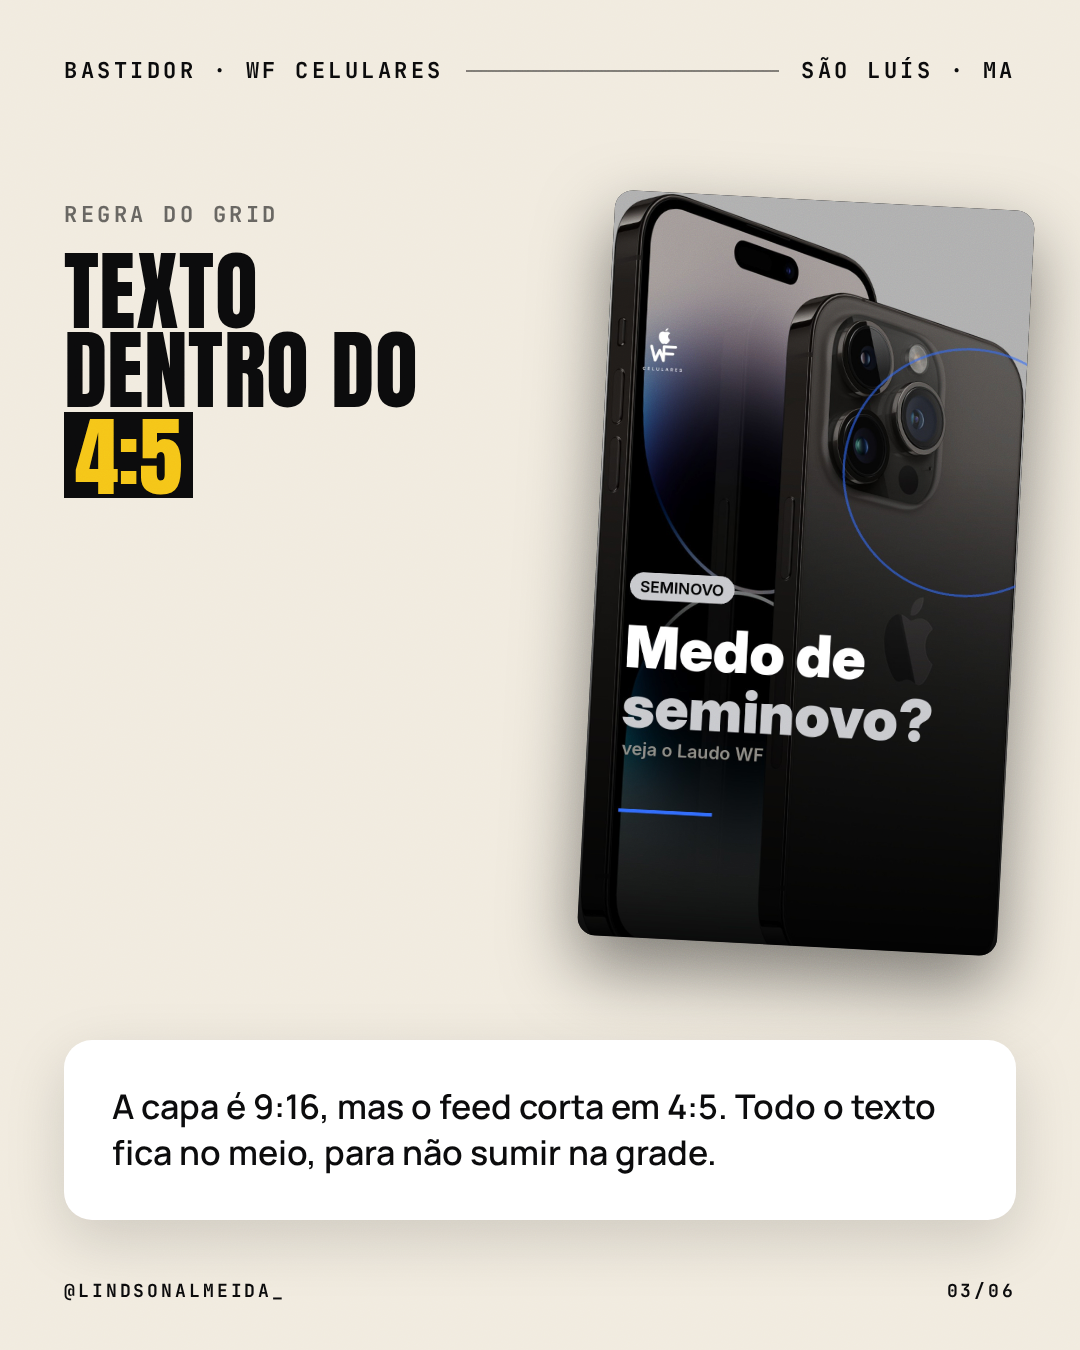 BASTIDOR · WF CELULARES
SÃO LUÍS · MA
REGRA DO GRID
TEXTO
DENTRO DO
4:5
WF
CELULARES
SEMINOVO
Medo de
seminovo?
veja o Laudo WF
A capa é 9:16, mas o feed corta em 4:5. Todo o texto
fica no meio, para não sumir na grade.
@LINDSONALMEIDA_
03/06